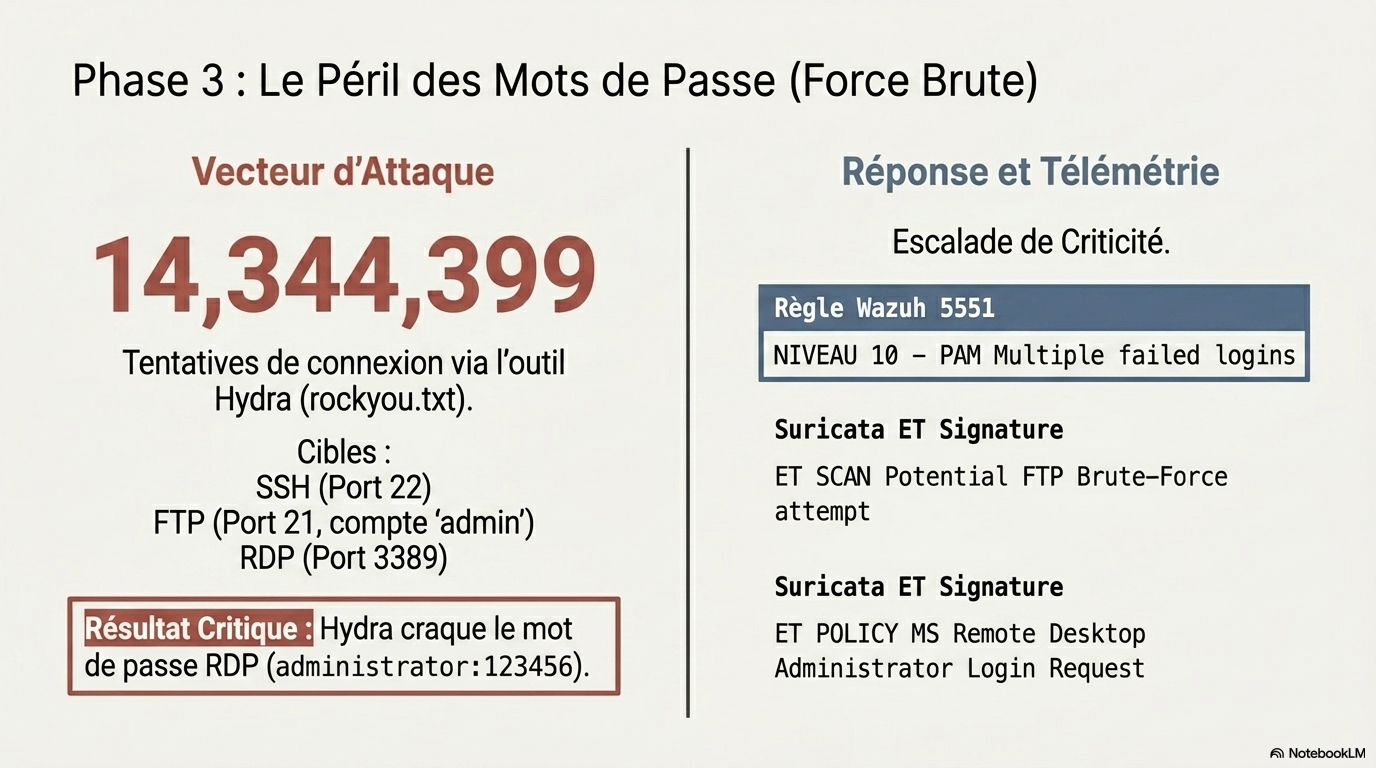 Phase 3 : Le Péril des Mots de Passe (Force Brute)
Vecteur d’Attaque
14,344,399
Tentatives de connexion via l’outil
Hydra (rockyou.txt).
Cibles :
SSH (Port 22)
FTP (Port 21, compte ‘admin’)
RDP (Port 3389)
Résultat Critique : Hydra craque le mot
de passe RDP (administrator:123456).
Réponse et Télémétrie
Escalade de Criticité.
Règle Wazuh 5551
NIVEAU 10 – PAM Multiple failed logins
Suricata ET Signature
ET SCAN Potential FTP Brute–Force
attempt
Suricata ET Signature
ET POLICY MS Remote Desktop
Administrator Login Request
NotebookLM